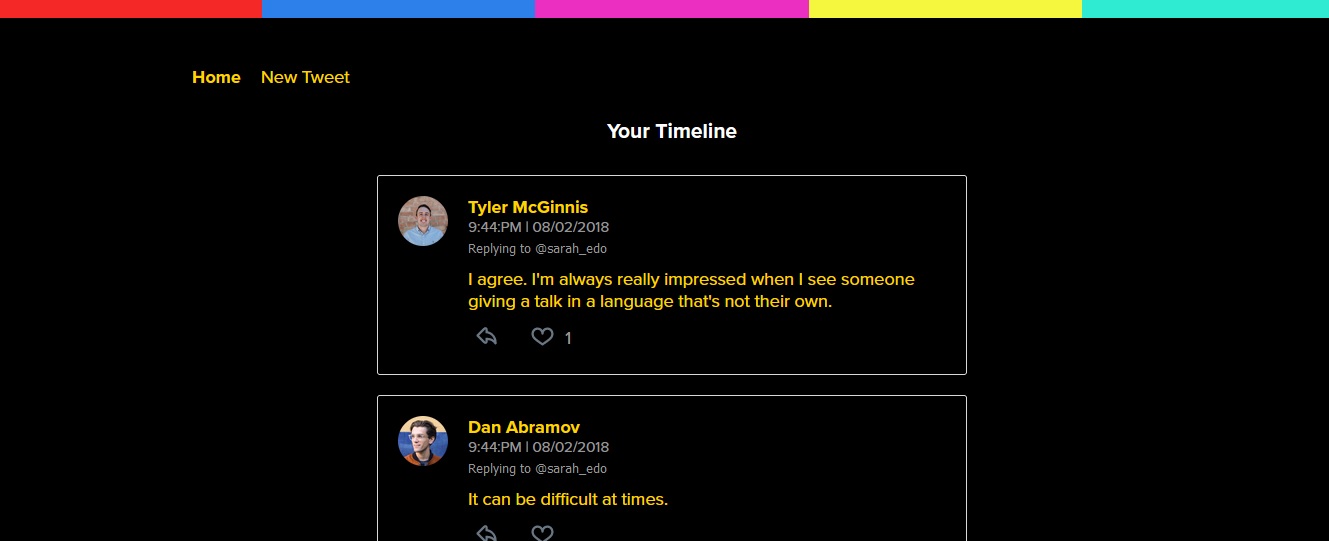 Home New Tweet
Your Timeline
Tyler McGinnis
9:44:PM | 08/02/2018
Replying to @sarah_edo
I agree. I'm always really impressed when I see someone
giving a talk in a language that's not their own.
1
Dan Abramov
9:44:PM | 08/02/2018
Replying to @sarah_edo
It can be difficult at times.